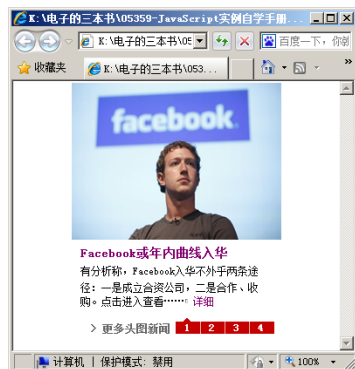 K:\电子的三本书\05359-JavaScript实例自学手册...
K:\电子的三本书\05
百度一下,你
收藏夹
K:\电子的三本书\053...
facebook
Facebook或年内曲线入华
有分析称,Facebook入华不外乎两条途
径:一是成立合资公司,二是合作、收
购。点击进入查看…… 详细
> 更多头图新闻 1 2 3 4
计算机 | 保护模式: 禁用 100%